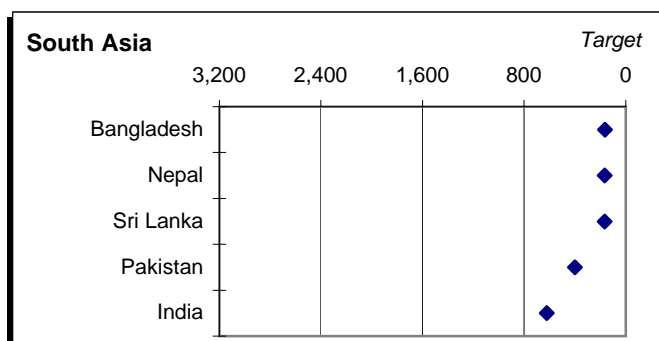 South Asia
Target
3,200 2,400 1,600 800 0
Bangladesh
Nepal
Sri Lanka
Pakistan
India